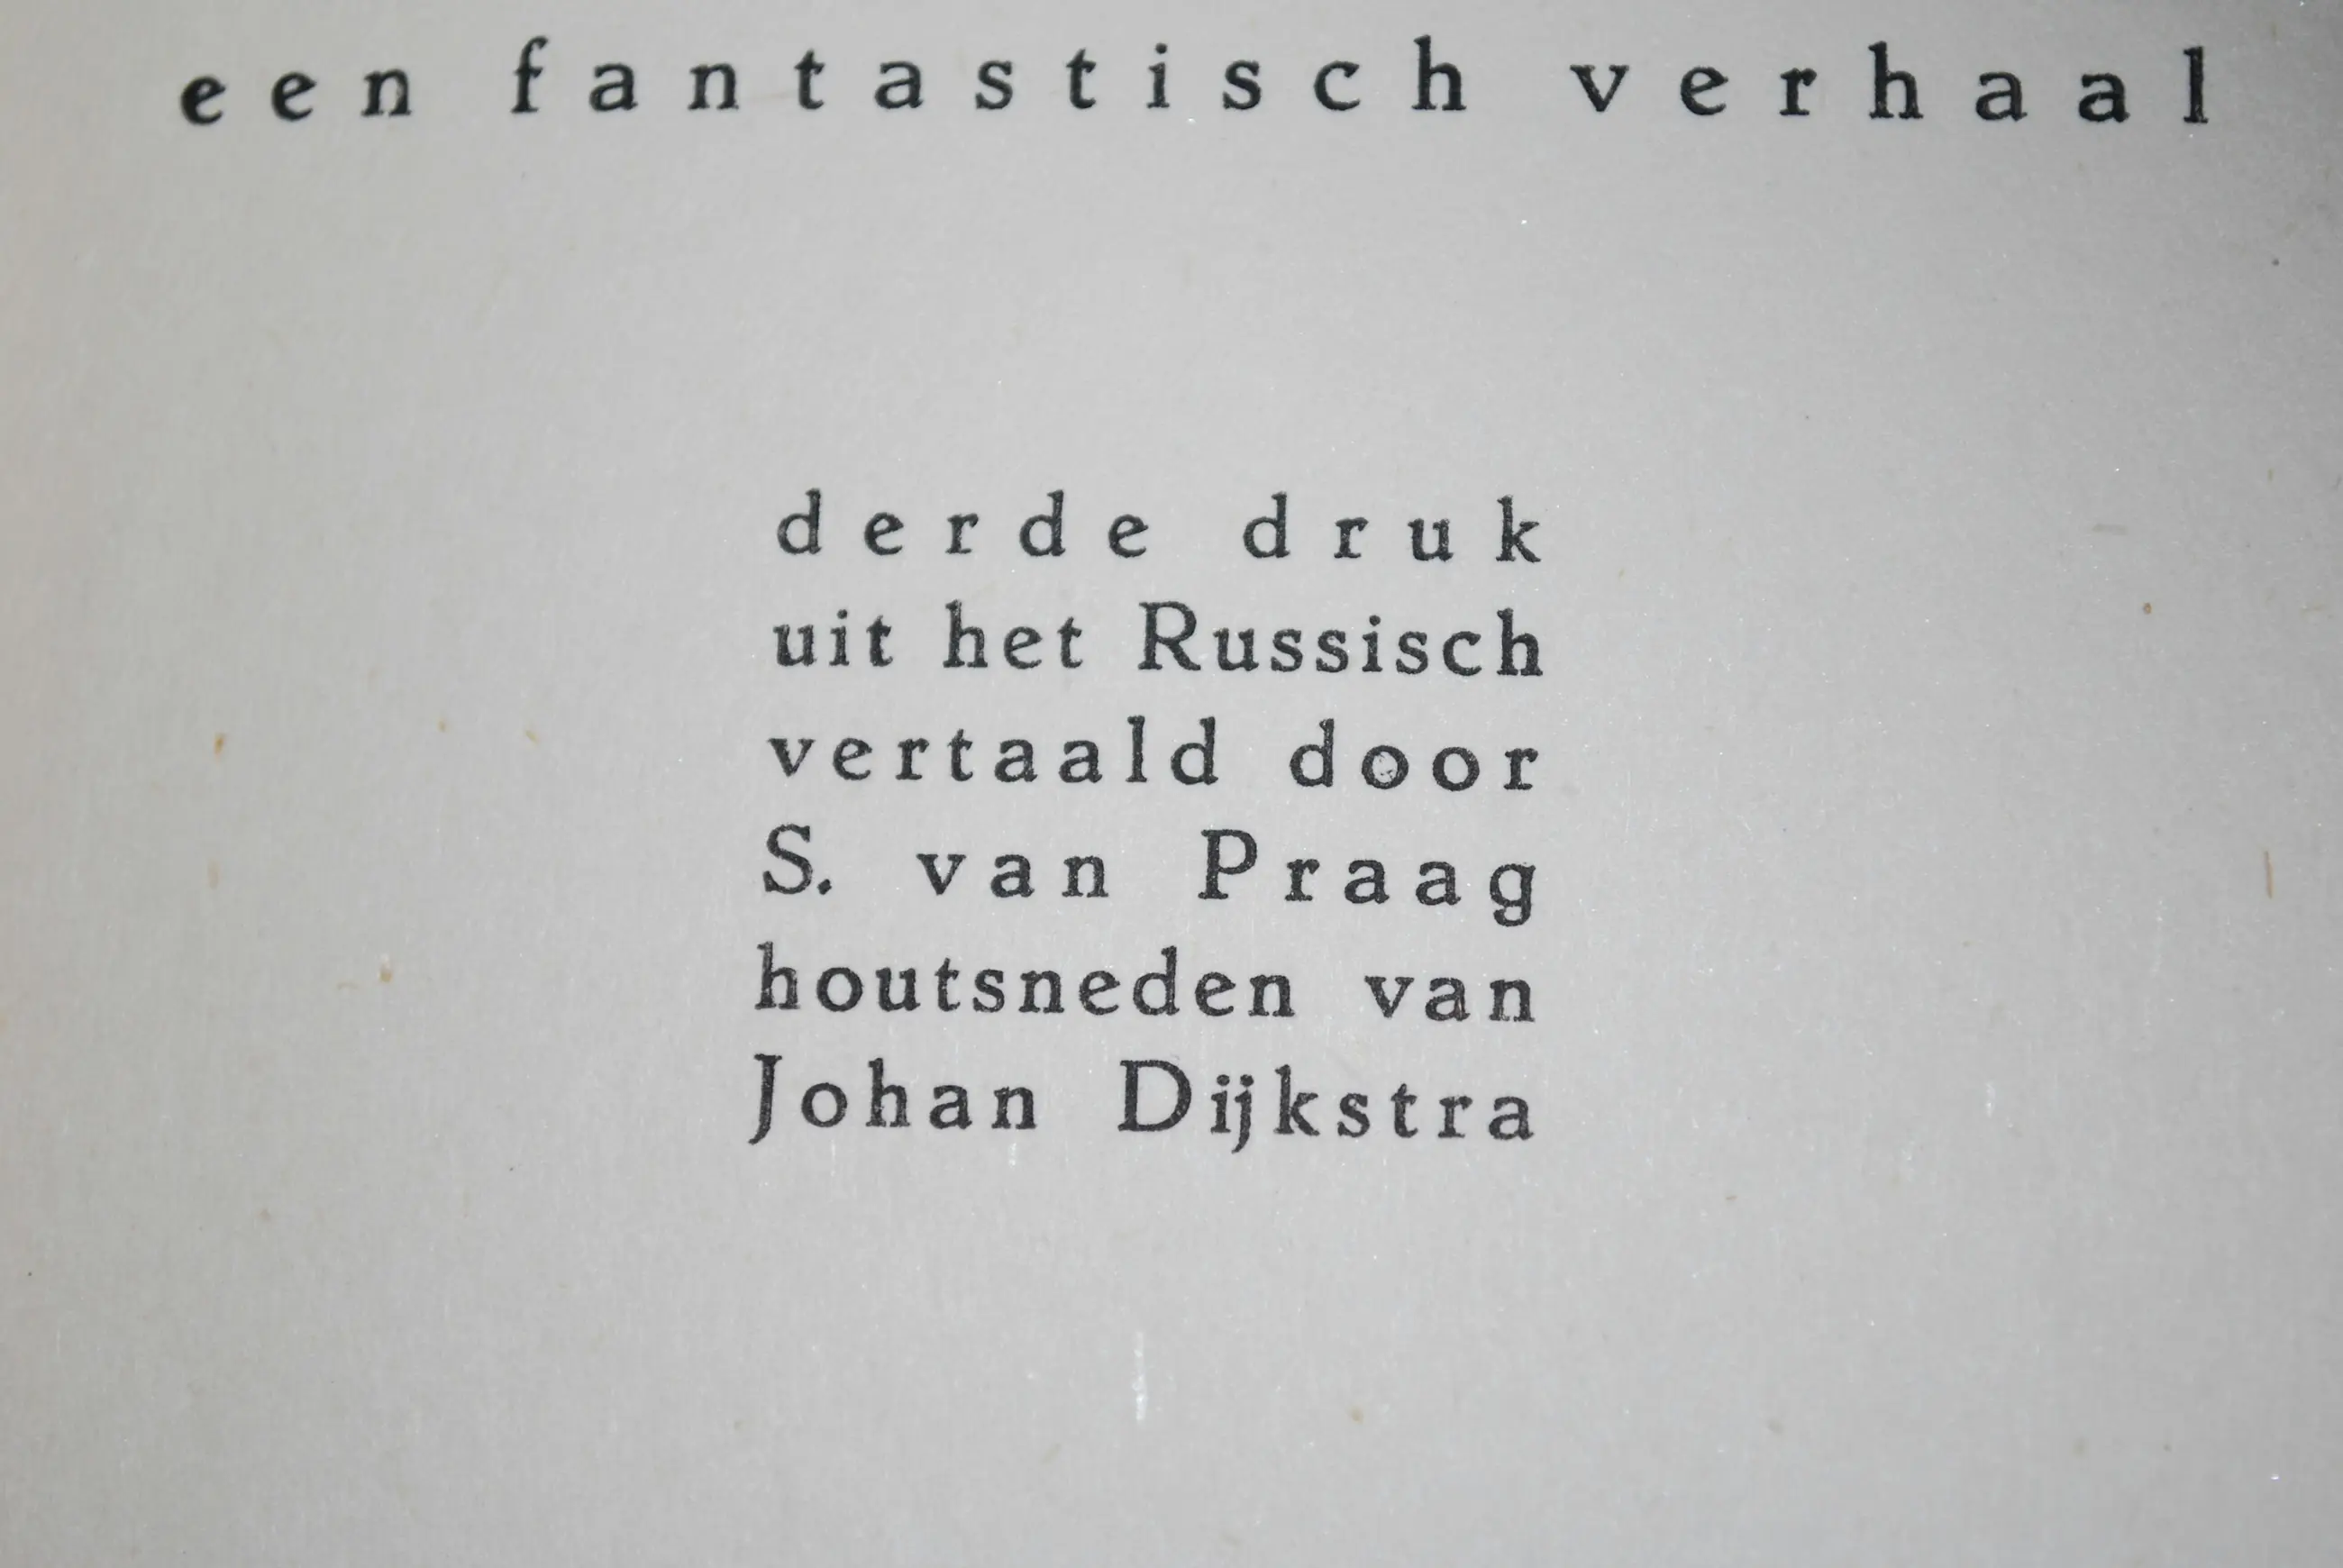 een fantastisch verhaal
derde druk
uit het Russisch
vertaald door
S. van Praag
houtsneden van
Johan Dijkstra